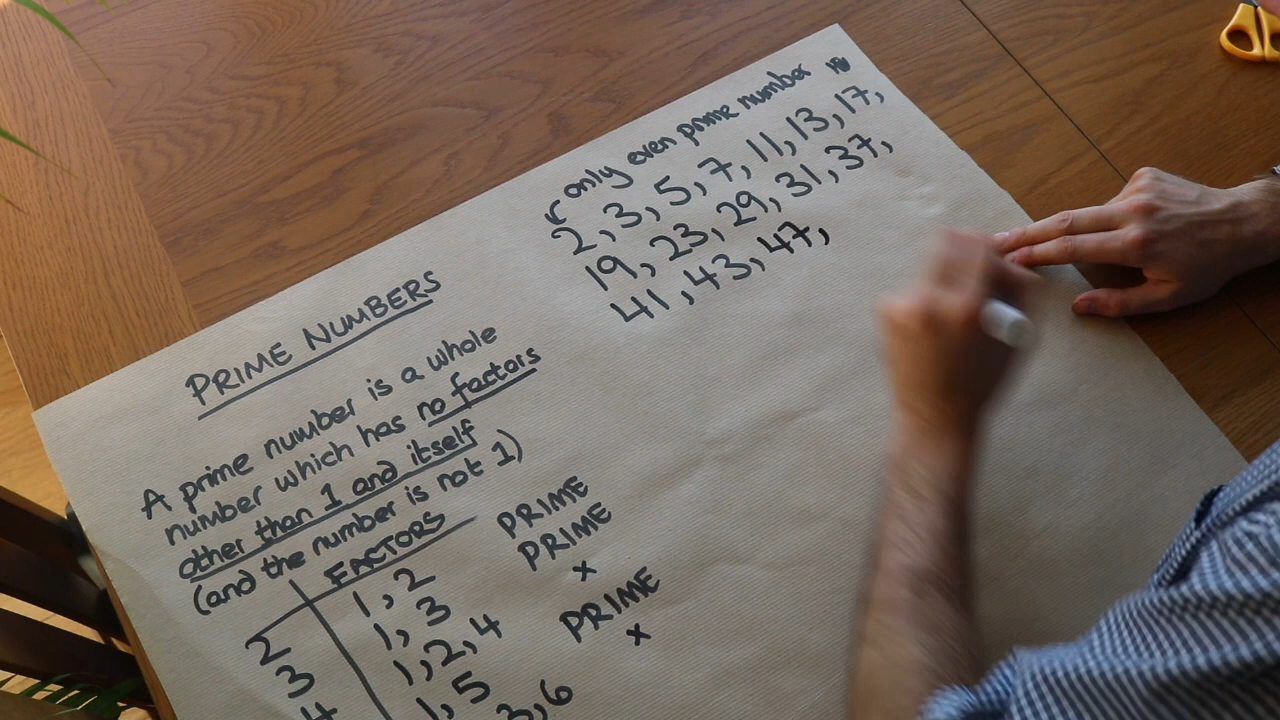 PRIME NUMBERS
A prime number is a whole
number which has no factors
other than 1 and itself
(and the number is not 1)
FACTORS
2 1, 2 PRIME
3 1, 3 PRIME
4 1, 2, 4 x
1, 5 PRIME
3, 6 x
only even prime number
2, 3, 5, 7, 11, 13, 17,
19, 23, 29, 31, 37,
41, 43, 47,